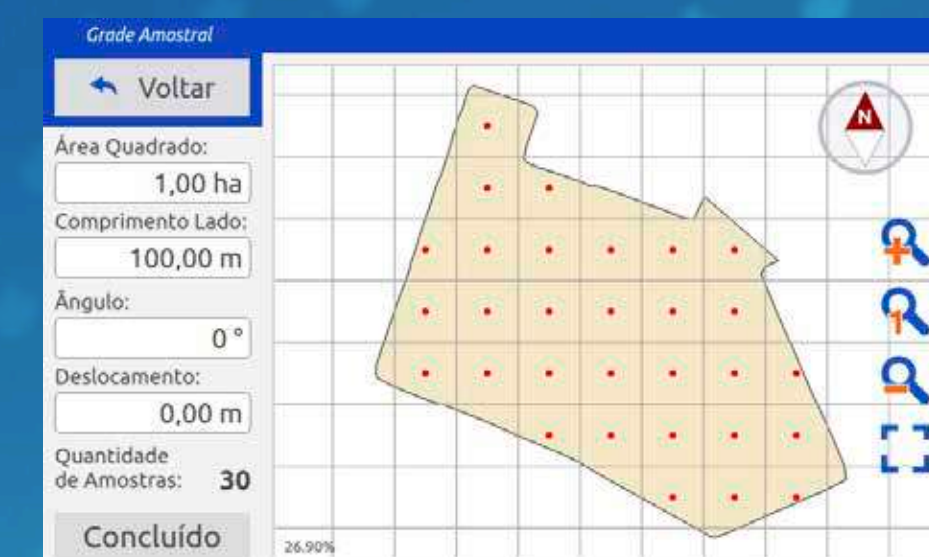 Grade Amostral
Voltar
Área Quadrado:
1,00 ha
Comprimento Lado:
100,00 m
Ângulo:
0 °
Deslocamento:
0,00 m
Quantidade
de Amostras: 30
Concluído
26.90%
N
1